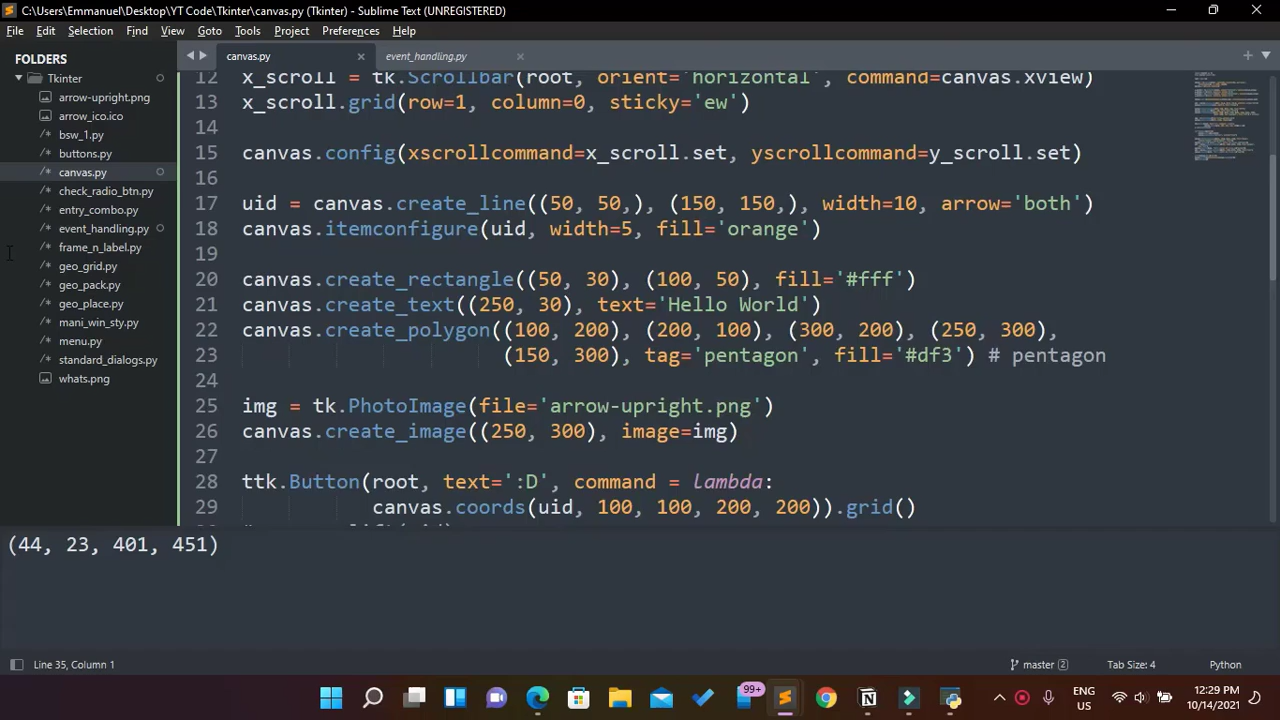 C:\Users\Emmanuel\Desktop\YT Code\Tkinter\canvas.py (Tkinter) - Sublime Text (UNREGISTERED)
File Edit Selection Find View Goto Tools Project Preferences Help
FOLDERS
Tkinter
arrow-upright.png
arrow_ico.ico
bsw_1.py
buttons.py
canvas.py
check_radio_btn.py
entry_combo.py
event_handling.py
frame_n_label.py
geo_grid.py
geo_pack.py
geo_place.py
mani_win_sty.py
menu.py
standard_dialogs.py
whats.png
canvas.py event_handling.py
12 x_scroll = tk.Scrollbar(root, orient='horizontal', command=canvas.xview)
13 x_scroll.grid(row=1, column=0, sticky='ew')
14
15 canvas.config(xscrollcommand=x_scroll.set, yscrollcommand=y_scroll.set)
16
17 uid = canvas.create_line((50, 50,), (150, 150,), width=10, arrow='both')
18 canvas.itemconfigure(uid, width=5, fill='orange')
19
20 canvas.create_rectangle((50, 30), (100, 50), fill='#fff')
21 canvas.create_text((250, 30), text='Hello World')
22 canvas.create_polygon((100, 200), (200, 100), (300, 200), (250, 300),
23 (150, 300), tag='pentagon', fill='#df3') # pentagon
24
25 img = tk.PhotoImage(file='arrow-upright.png')
26 canvas.create_image((250, 300), image=img)
27
28 ttk.Button(root, text=':D', command = lambda:
29 canvas.coords(uid, 100, 100, 200, 200)).grid()
(44, 23, 401, 451)
Line 35, Column 1 master 2 Tab Size: 4 Python
99+ ENG US 12:29 PM 10/14/2021